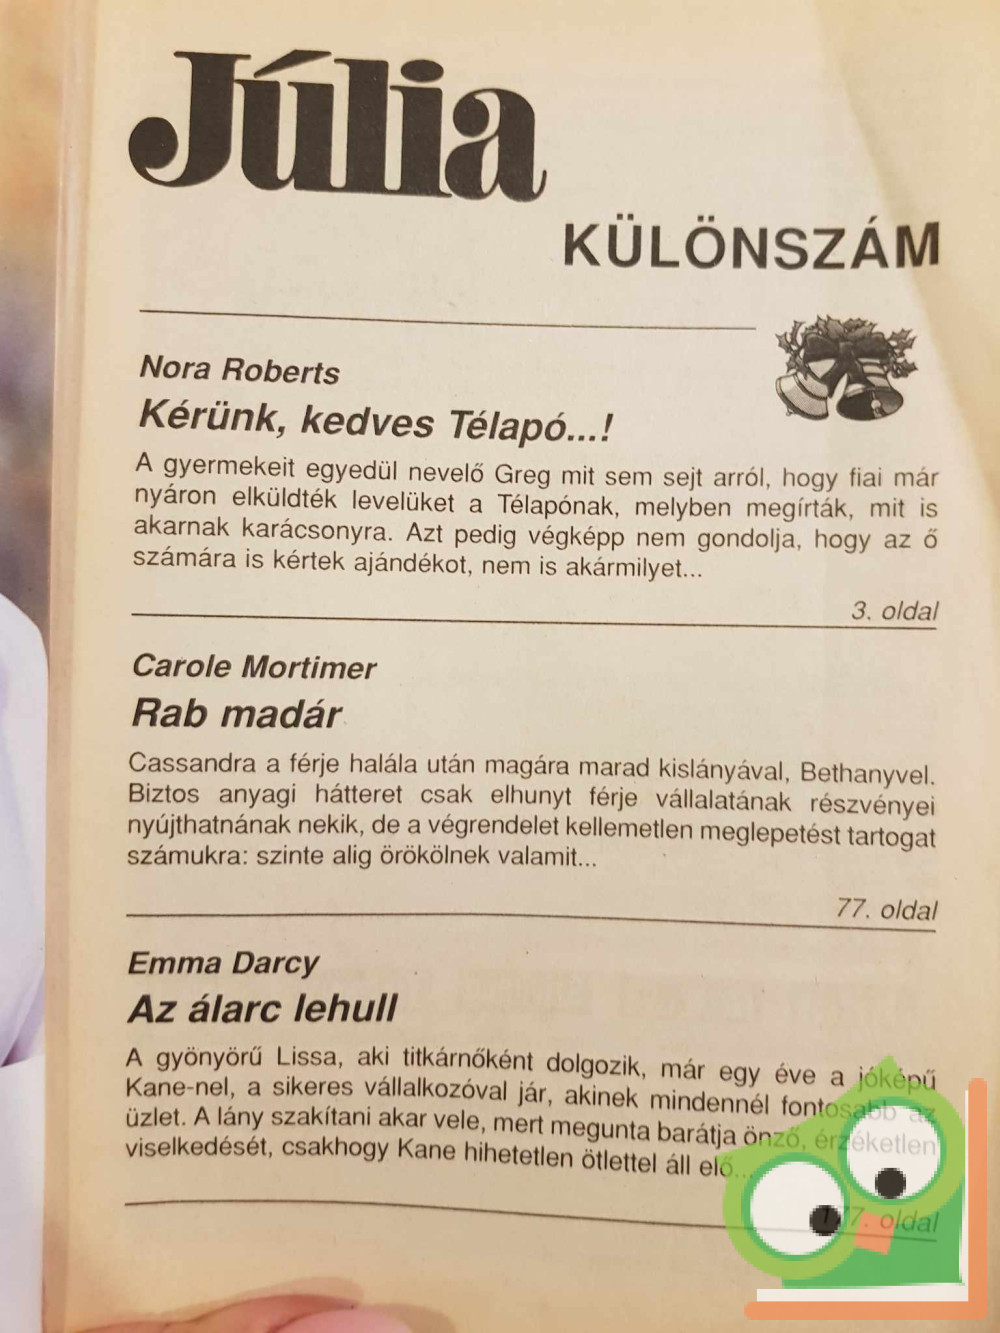 Júlia
KÜLÖNSZÁM
Nora Roberts
Kérünk, kedves Télapó...!
A gyermekeit egyedül nevelő Greg mit sem sejt arról, hogy fiai már
nyáron elküldték levelüket a Télapónak, melyben megírták, mit is
akarnak karácsonyra. Azt pedig végképp nem gondolja, hogy az ő
számára is kértek ajándékot, nem is akármilyet...
3. oldal
Carole Mortimer
Rab madár
Cassandra a férje halála után magára marad kislányával, Bethanyvel.
Biztos anyagi hátteret csak elhunyt férje vállalatának részvényei
nyújthatnának nekik, de a végrendelet kellemetlen meglepetést tartogat
számukra: szinte alig örökölnek valamit...
77. oldal
Emma Darcy
Az álarc lehull
A gyönyörű Lissa, aki titkárnőként dolgozik, már egy éve a jóképű
Kane-nel, a sikeres vállalkozóval jár, akinek mindennél fontosabb az
üzlet. A lány szakítani akar vele, mert megunta barátja önző, érzéketlen
viselkedését, csakhogy Kane hihetetlen ötlettel áll elő...
177. oldal